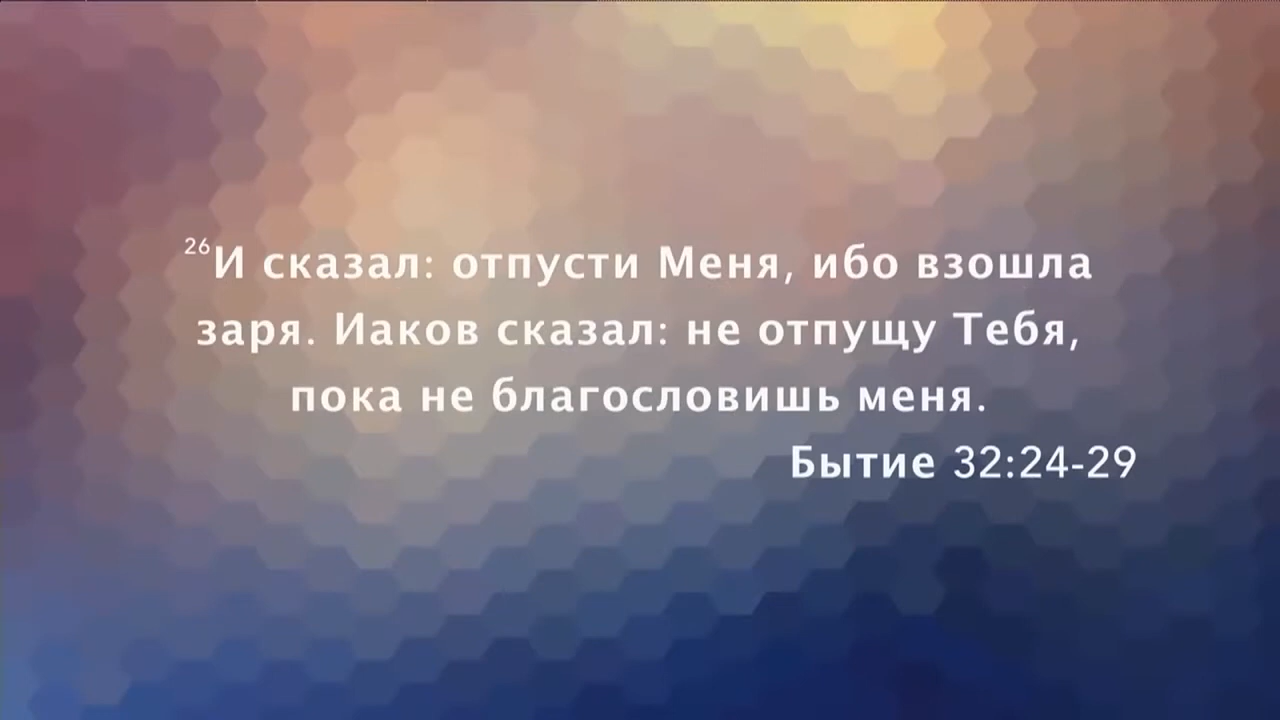 26И сказал: отпусти Меня, ибо взошла
заря. Иаков сказал: не отпущу Тебя,
пока не благословишь меня.
Бытие 32:24-29